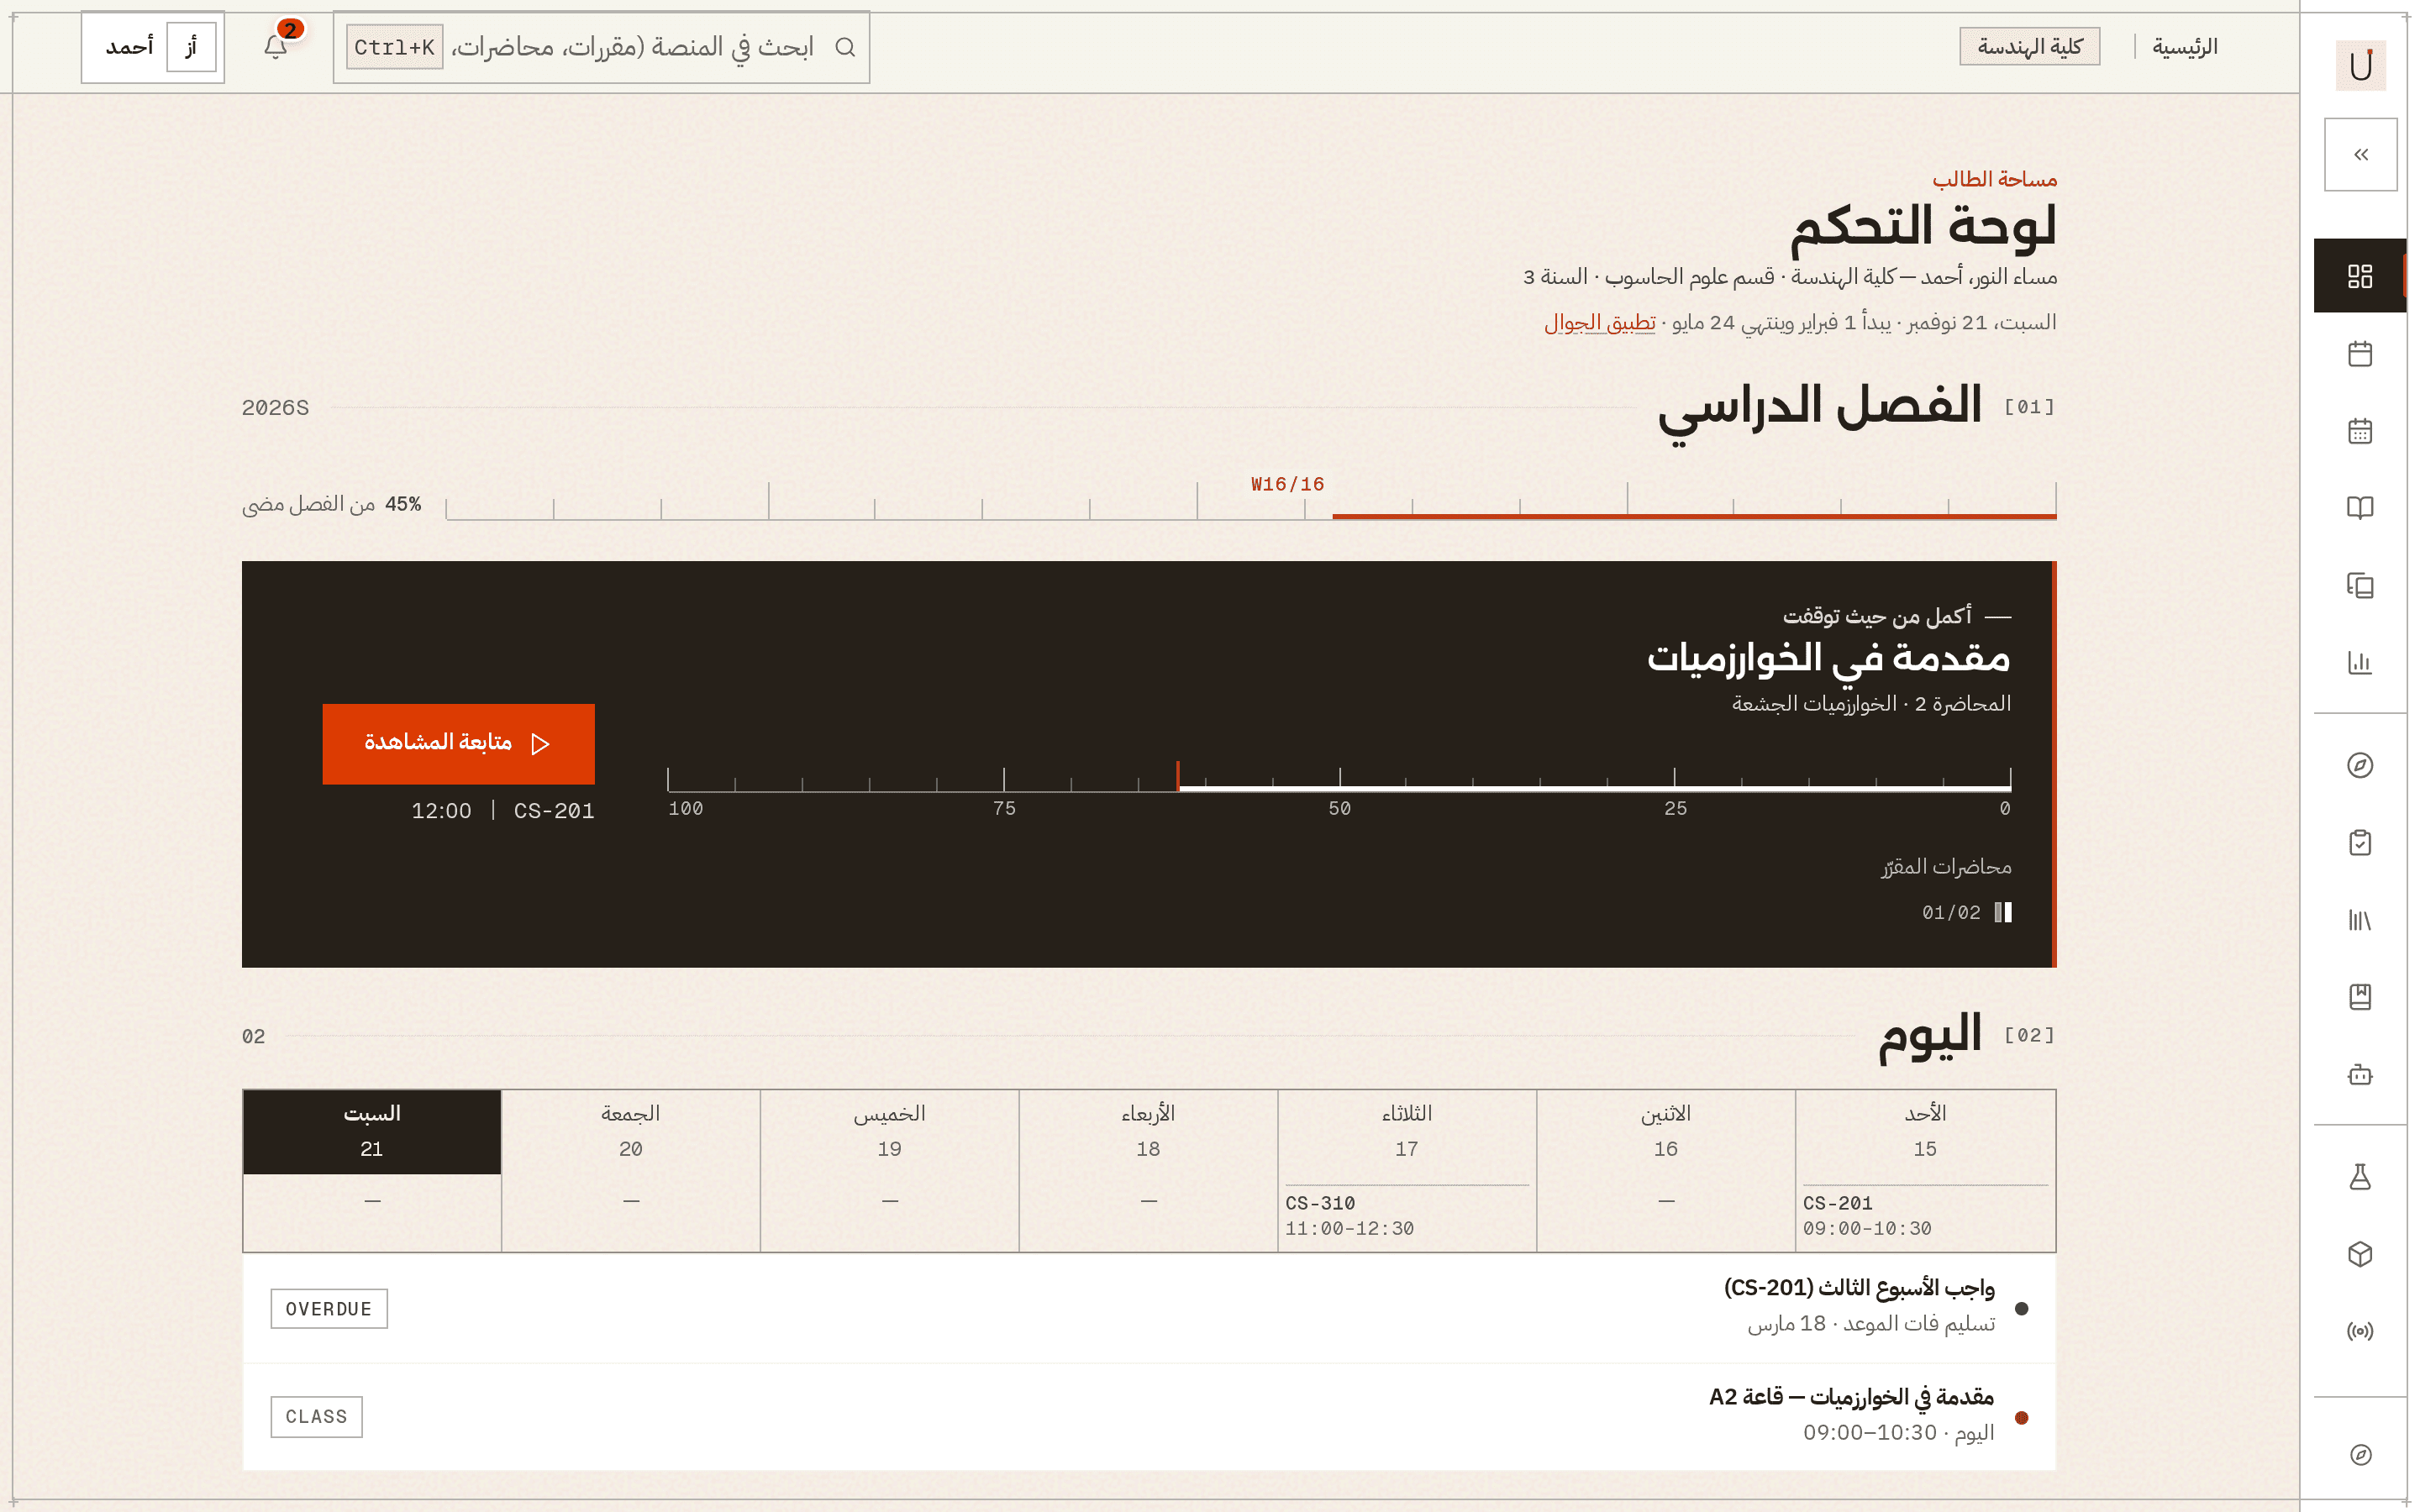 الرئيسية
كلية الهندسة
ابحث في المنصة (مقررات، محاضرات،
Ctrl+K
2
أز
أحمد
مساحة الطالب
لوحة التحكم
مساء النور، أحمد — كلية الهندسة · قسم علوم الحاسوب · السنة 3
السبت، 21 نوفمبر · يبدأ 1 فبراير وينتهي 24 مايو · تطبيق الجوال
[01]
الفصل الدراسي
2026S
W16/16
45% من الفصل مضى
أكمل من حيث توقفت
مقدمة في الخوارزميات
المحاضرة 2 · الخوارزميات الجشعة
متابعة المشاهدة
0 25 50 75 100
CS-201 | 12:00
محاضرات المقرّر
01/02
[02]
اليوم
02
الأحد الاثنين الثلاثاء الأربعاء الخميس الجمعة السبت
15 16 17 18 19 20 21
CS-201 — CS-310 — — — —
09:00-10:30 11:00-12:30
واجب الأسبوع الثالث (CS-201)
تسليم فات الموعد · 18 مارس
OVERDUE
مقدمة في الخوارزميات — قاعة A2
اليوم · 09:00–10:30
CLASS